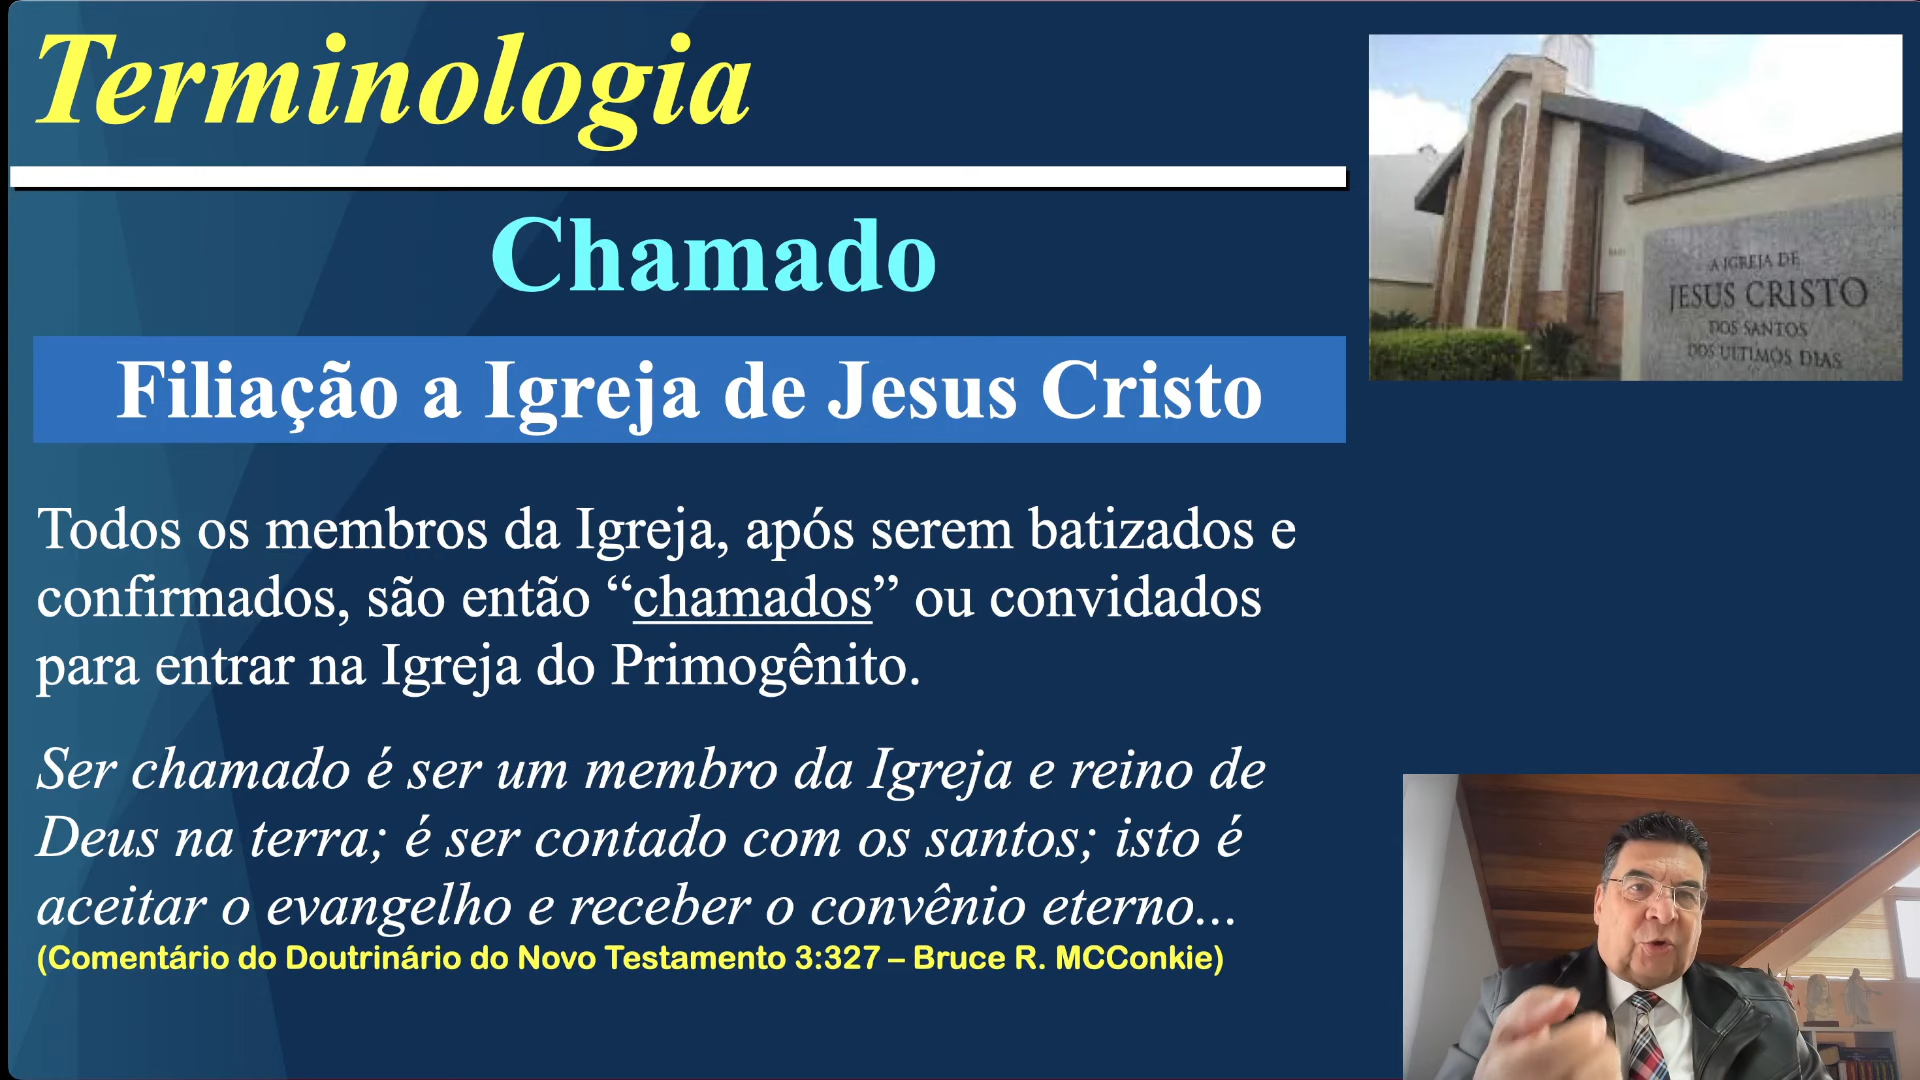 Terminologia
Chamado
Filiação a Igreja de Jesus Cristo
Todos os membros da Igreja, após serem batizados e
confirmados, são então “chamados” ou convidados
para entrar na Igreja do Primogênito.
Ser chamado é ser um membro da Igreja e reino de
Deus na terra; é ser contado com os santos; isto é
aceitar o evangelho e receber o convênio eterno...
(Comentário do Doutrinário do Novo Testamento 3:327 – Bruce R. MCConkie)
A IGREJA DE
JESUS CRISTO
DOS SANTOS
DOS ULTIMOS DIAS